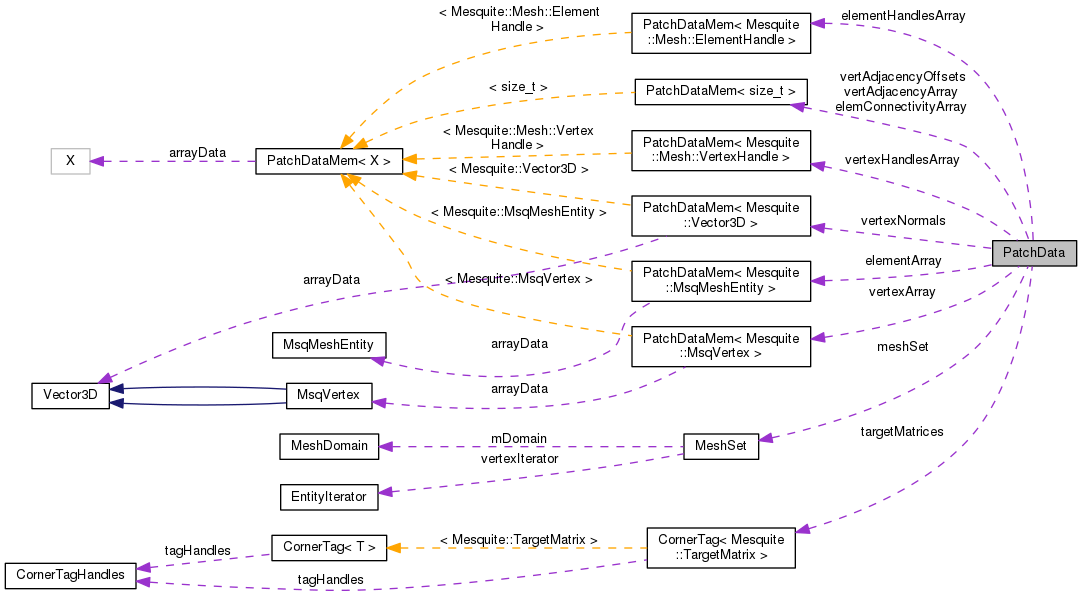 < Mesquite::Mesh::Element
Handle >
PatchDataMem< Mesquite
::Mesh::ElementHandle >
elementHandlesArray
< size_t >
PatchDataMem< size_t >
vertAdjacencyOffsets
vertAdjacencyArray
elemConnectivityArray
X
arrayData
PatchDataMem< X >
< Mesquite::Mesh::Vertex
Handle >
PatchDataMem< Mesquite
::Mesh::VertexHandle >
vertexHandlesArray
< Mesquite::Vector3D >
PatchDataMem< Mesquite
::Vector3D >
vertexNormals
< Mesquite::MsqMeshEntity >
PatchData
arrayData
< Mesquite::MsqVertex >
PatchDataMem< Mesquite
::MsqMeshEntity >
elementArray
vertexArray
MsqMeshEntity
arrayData
PatchDataMem< Mesquite
::MsqVertex >
meshSet
Vector3D
MsqVertex
arrayData
MeshDomain
mDomain
vertexIterator
MeshSet
targetMatrices
EntityIterator
CornerTagHandles
tagHandles
tagHandles
CornerTag< T >
< Mesquite::TargetMatrix >
CornerTag< Mesquite
::TargetMatrix >